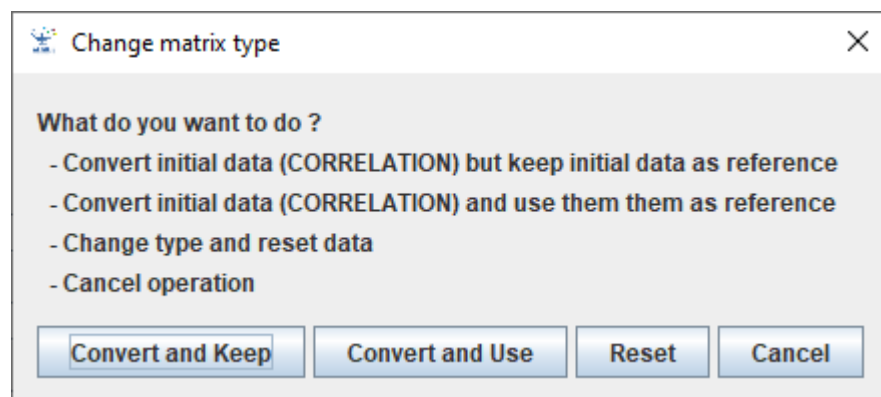 Change matrix type
What do you want to do ?
- Convert initial data (CORRELATION) but keep initial data as reference
- Convert initial data (CORRELATION) and use them them as reference
- Change type and reset data
- Cancel operation
Convert and Keep Convert and Use Reset Cancel